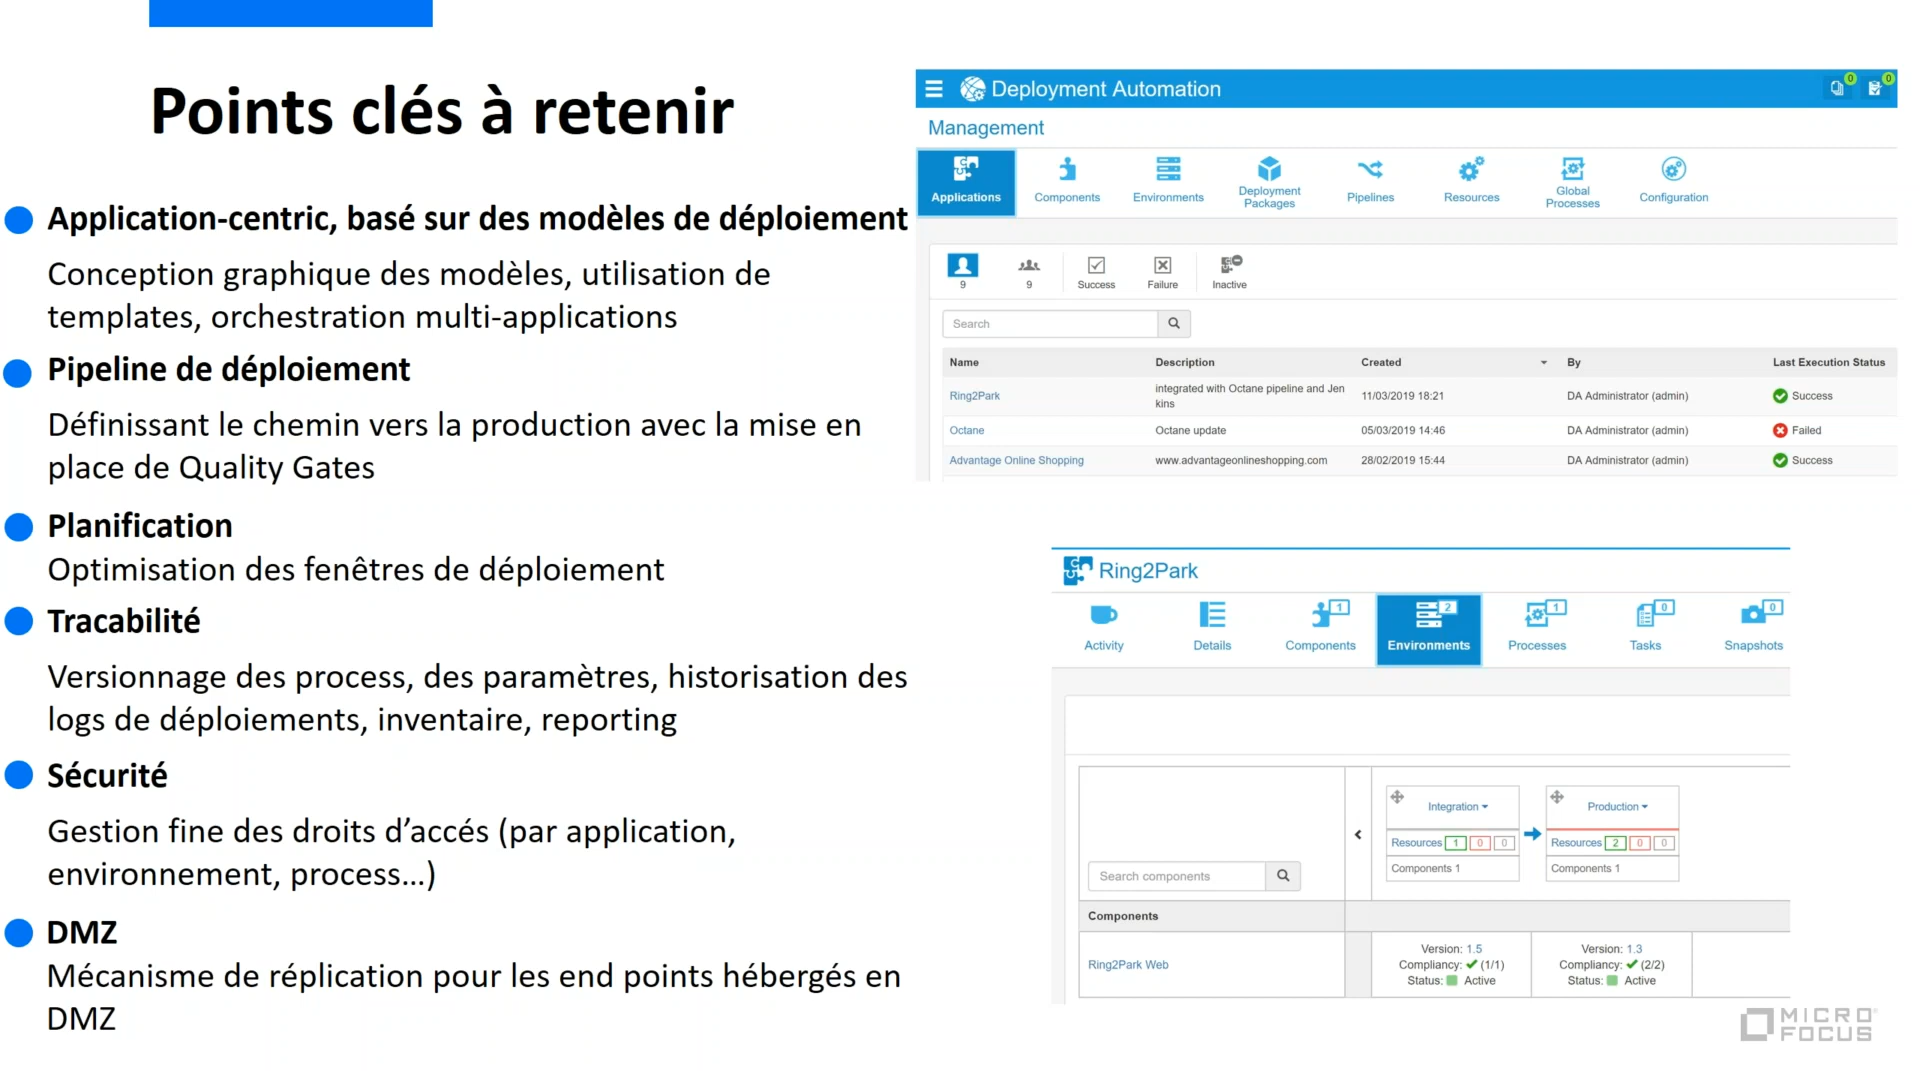 Points clés à retenir
Application-centric, basé sur des modèles de déploiement
Conception graphique des modèles, utilisation de
templates, orchestration multi-applications
Pipeline de déploiement
Définissant le chemin vers la production avec la mise en
place de Quality Gates
Planification
Optimisation des fenêtres de déploiement
Tracabilité
Versionnage des process, des paramètres, historisation des
logs de déploiements, inventaire, reporting
Sécurité
Gestion fine des droits d’accés (par application,
environnement, process…)
DMZ
Mécanisme de réplication pour les end points hébergés en
DMZ
Deployment Automation 0 0
Management
Applications Components Environments Deployment Packages Pipelines Resources Global Processes Configuration
9 9 Success Failure Inactive
Search
Name Description Created By Last Execution Status
Ring2Park integrated with Octane pipeline and Jen kins 11/03/2019 18:21 DA Administrator (admin) Success
Octane Octane update 05/03/2019 14:46 DA Administrator (admin) Failed
Advantage Online Shopping www.advantageonlineshopping.com 28/02/2019 15:44 DA Administrator (admin) Success
Ring2Park
1 2 1 0 0
Activity Details Components Environments Processes Tasks Snapshots
Integration Production
Resources 1 0 0 Resources 2 0 0
Components 1 Components 1
Search components
Components
Ring2Park Web
Version: 1.5 Version: 1.3
Compliancy: (1/1) Compliancy: (2/2)
Status: Active Status: Active
MICRO
FOCUS